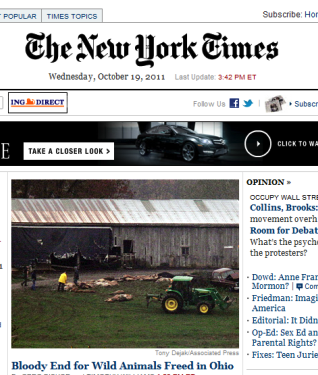 POPULAR
TIMES TOPICS
Subscribe: Ho
The New York Times
Wednesday, October 19, 2011
Last Update: 3:42 PM ET
ING DIRECT
Follow Us
Subsc
E
TAKE A CLOSER LOOK >
CLICK TO WA
OPINION »
OCCUPY WALL STRE
Collins, Brooks:
movement overh
Room for Debat
What's the psycho
the protesters?
· Dowd: Anne Fran
Mormon? | Com
· Friedman: Imagi
America
· Editorial: It Didn
· Op-Ed: Sex Ed an
Parental Rights?
· Fixes: Teen Jurie
Tony Dejak/Associated Press
Bloody End for Wild Animals Freed in Ohio